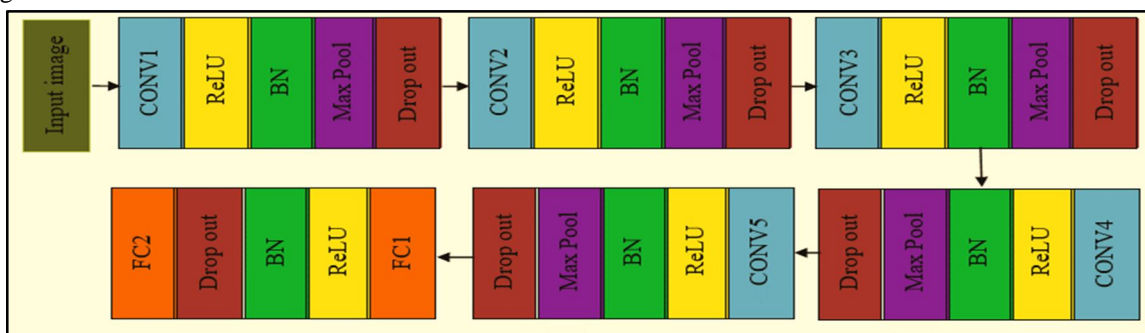 Input image
CONV1
ReLU
BN
Max Pool
Drop out
CONV2
ReLU
BN
Max Pool
Drop out
CONV3
ReLU
BN
Max Pool
Drop out
CONV4
ReLU
BN
Max Pool
Drop out
CONV5
ReLU
BN
Max Pool
Drop out
FC1
ReLU
BN
Drop out
FC2